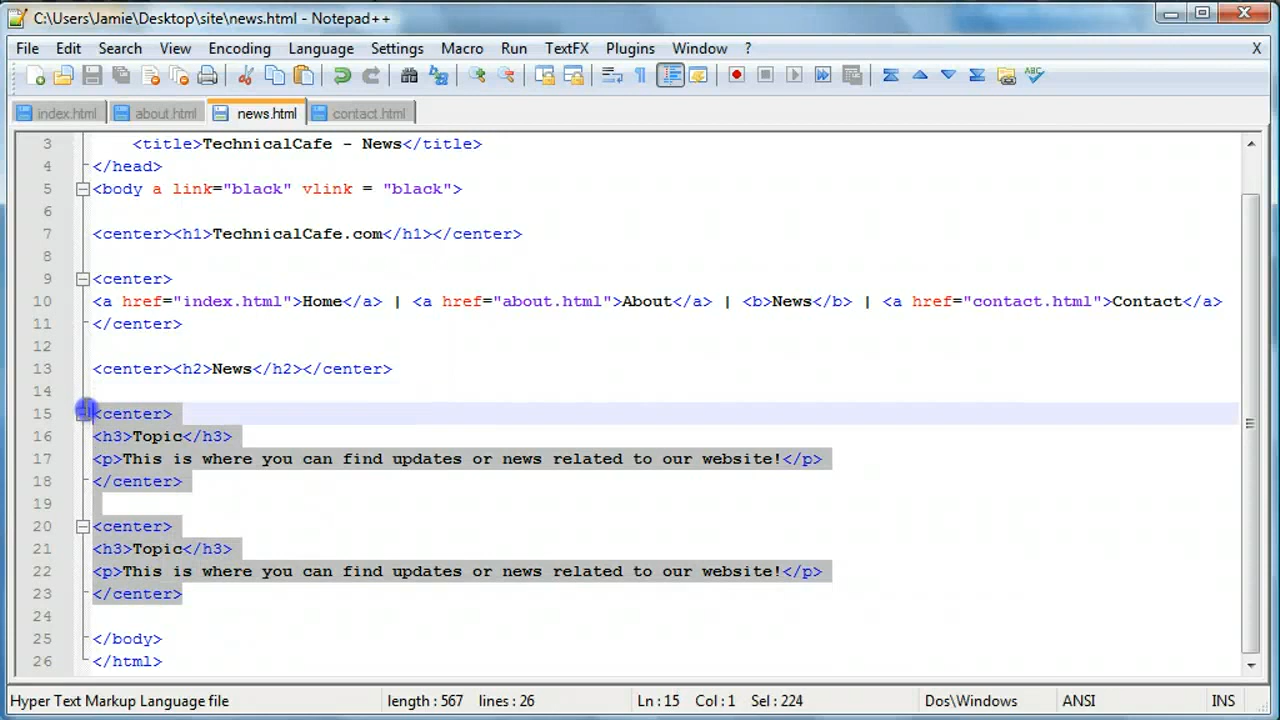 C:\Users\Jamie\Desktop\site\news.html - Notepad++
File Edit Search View Encoding Language Settings Macro Run TextFX Plugins Window ? X
index.html about.html news.html contact.html
3 <title>TechnicalCafe - News</title>
4 </head>
5 <body a link="black" vlink = "black">
6
7 <center><h1>TechnicalCafe.com</h1></center>
8
9 <center>
10 <a href="index.html">Home</a> | <a href="about.html">About</a> | <b>News</b> | <a href="contact.html">Contact</a>
11 </center>
12
13 <center><h2>News</h2></center>
14
15 <center>
16 <h3>Topic</h3>
17 <p>This is where you can find updates or news related to our website!</p>
18 </center>
19
20 <center>
21 <h3>Topic</h3>
22 <p>This is where you can find updates or news related to our website!</p>
23 </center>
24
25 </body>
26 </html>
Hyper Text Markup Language file length : 567 lines : 26 Ln : 15 Col : 1 Sel : 224 Dos\Windows ANSI INS